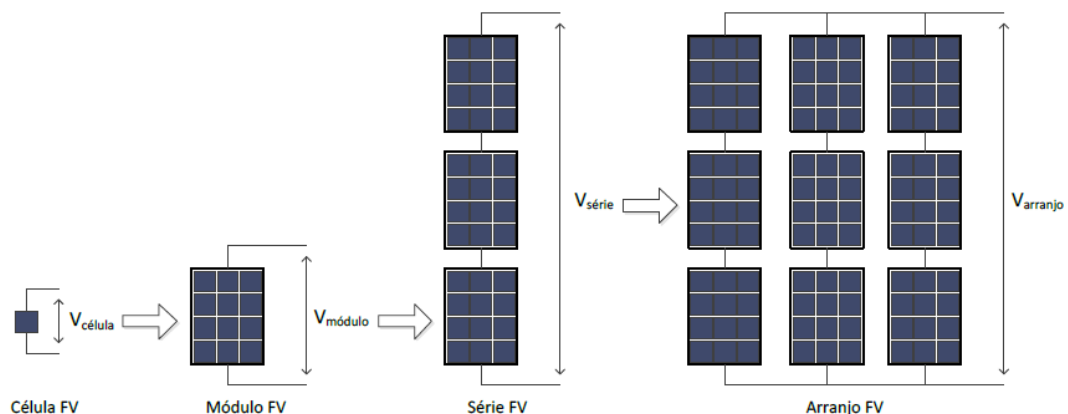 Vcélula
Vmódulo
Vsérie
Varranjo
Célula FV
Módulo FV
Série FV
Arranjo FV